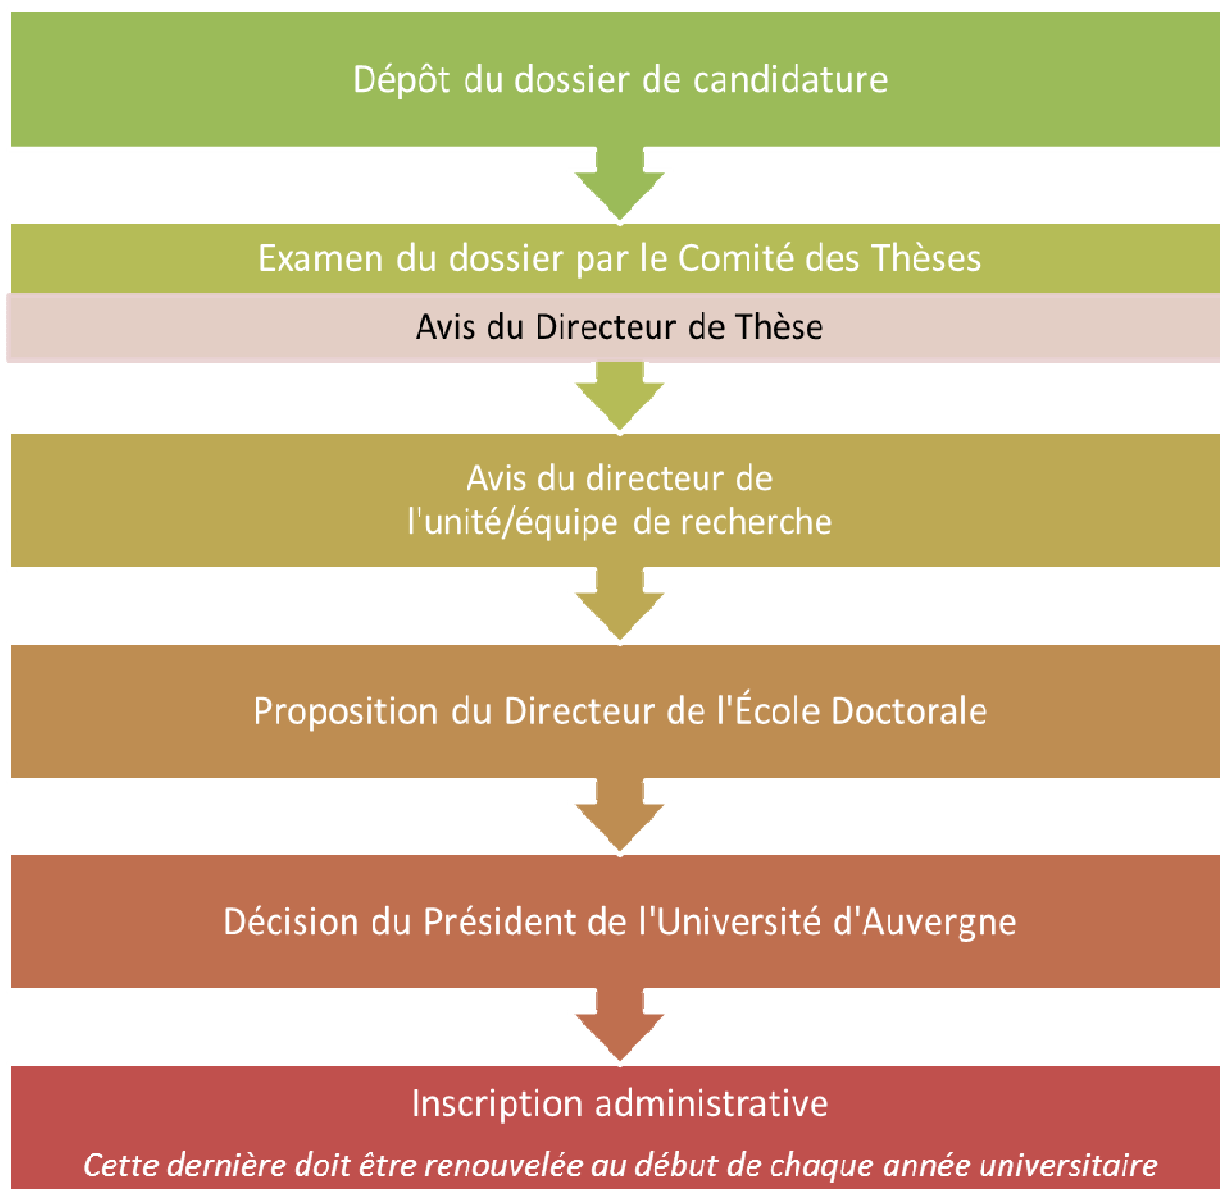 Dépôt du dossier de candidature
Examen du dossier par le Comité des Thèses
Avis du Directeur de Thèse
Avis du directeur de
l'unité/équipe de recherche
Proposition du Directeur de l'École Doctorale
Décision du Président de l'Université d'Auvergne
Inscription administrative
Cette dernière doit être renouvelée au début de chaque année universitaire